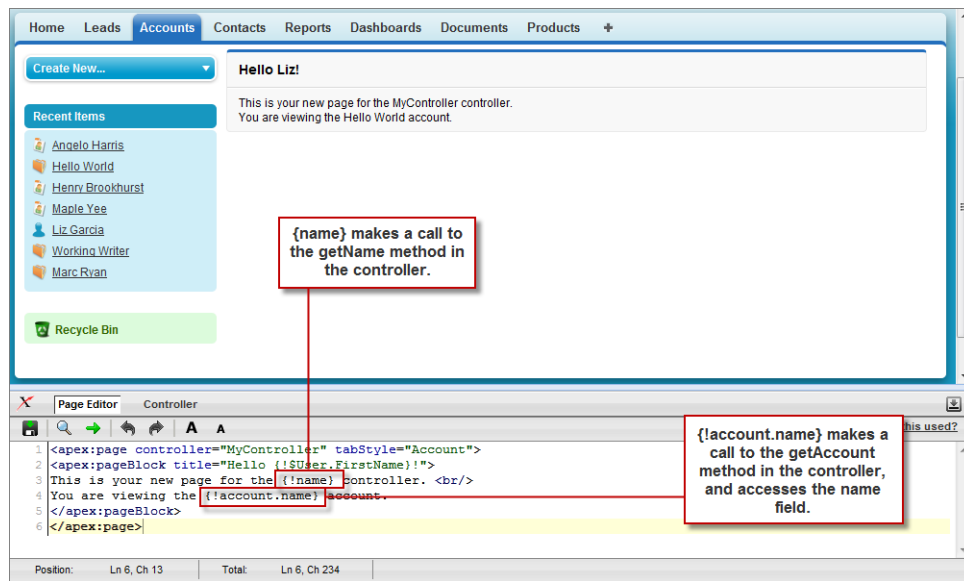 Home Leads Accounts Contacts Reports Dashboards Documents Products +
Create New...
Hello Liz!
This is your new page for the MyController controller.
You are viewing the Hello World account.
Recent Items
Angelo Harris
Hello World
Henry Brookhurst
Maple Yee
Liz Garcia
Working Writer
Marc Ryan
Recycle Bin
{name} makes a call to
the getName method in
the controller.
Page Editor Controller
A A
his used?
1 <apex:page controller="MyController" tabStyle="Account">
2 <apex:pageBlock title="Hello {!$User.FirstName}!">
3 This is your new page for the {!name} controller. <br/>
4 You are viewing the {!account.name} account.
5 </apex:pageBlock>
6 </apex:page>
{!account.name} makes a
call to the getAccount
method in the controller,
and accesses the name
field.
Position: Ln 6, Ch 13 Total: Ln 6, Ch 234